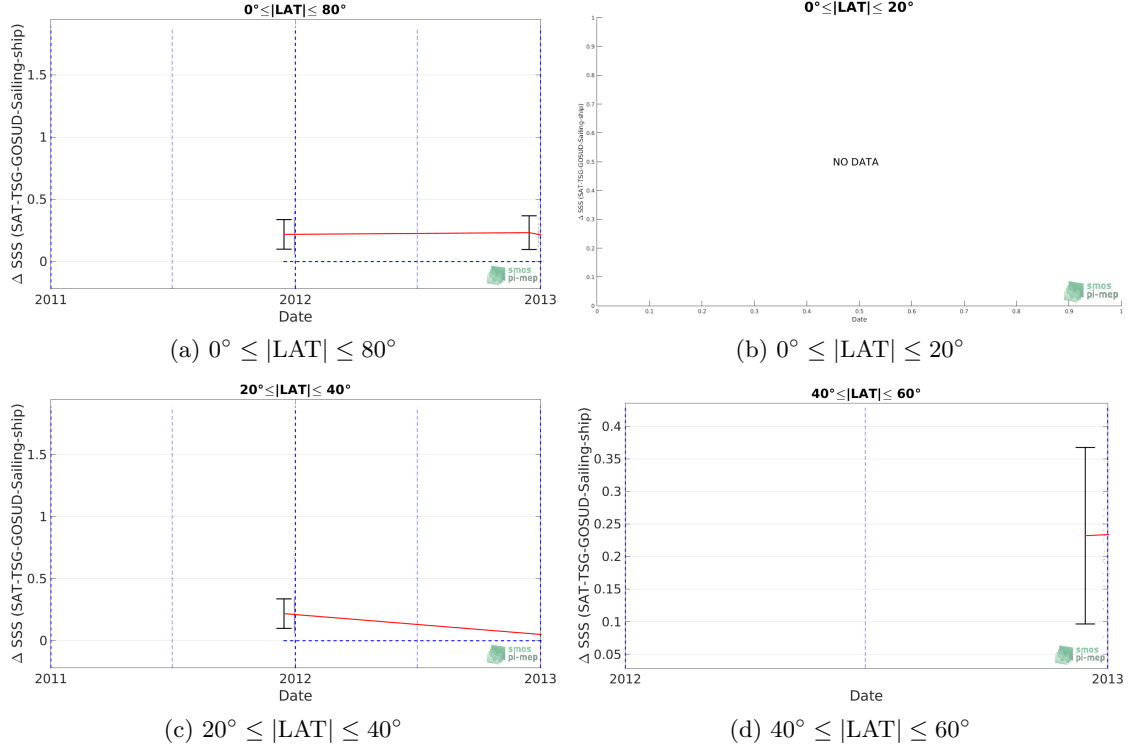 0°≤|LAT|≤ 80°
Δ SSS (SAT-TSG-GOSUD-Sailing-ship)
1.5
1
0.5
0
2011
2012
2013
Date
smos
pi-mep
(a) 0° ≤ |LAT| ≤ 80°
0°≤|LAT|≤ 20°
Δ SSS (SAT-TSG-GOSUD-Sailing-ship)
1
0.9
0.8
0.7
0.6
0.5
0.4
0.3
0.2
0.1
0
NO DATA
0
0.1
0.2
0.3
0.4
0.5
0.6
0.7
0.8
0.9
1
Date
smos
pi-mep
(b) 0° ≤ |LAT| ≤ 20°
20°≤|LAT|≤ 40°
Δ SSS (SAT-TSG-GOSUD-Sailing-ship)
1.5
1
0.5
0
2011
2012
2013
Date
smos
pi-mep
(c) 20° ≤ |LAT| ≤ 40°
40°≤|LAT|≤ 60°
Δ SSS (SAT-TSG-GOSUD-Sailing-ship)
0.4
0.35
0.3
0.25
0.2
0.15
0.1
0.05
2012
2013
Date
smos
pi-mep
(d) 40° ≤ |LAT| ≤ 60°